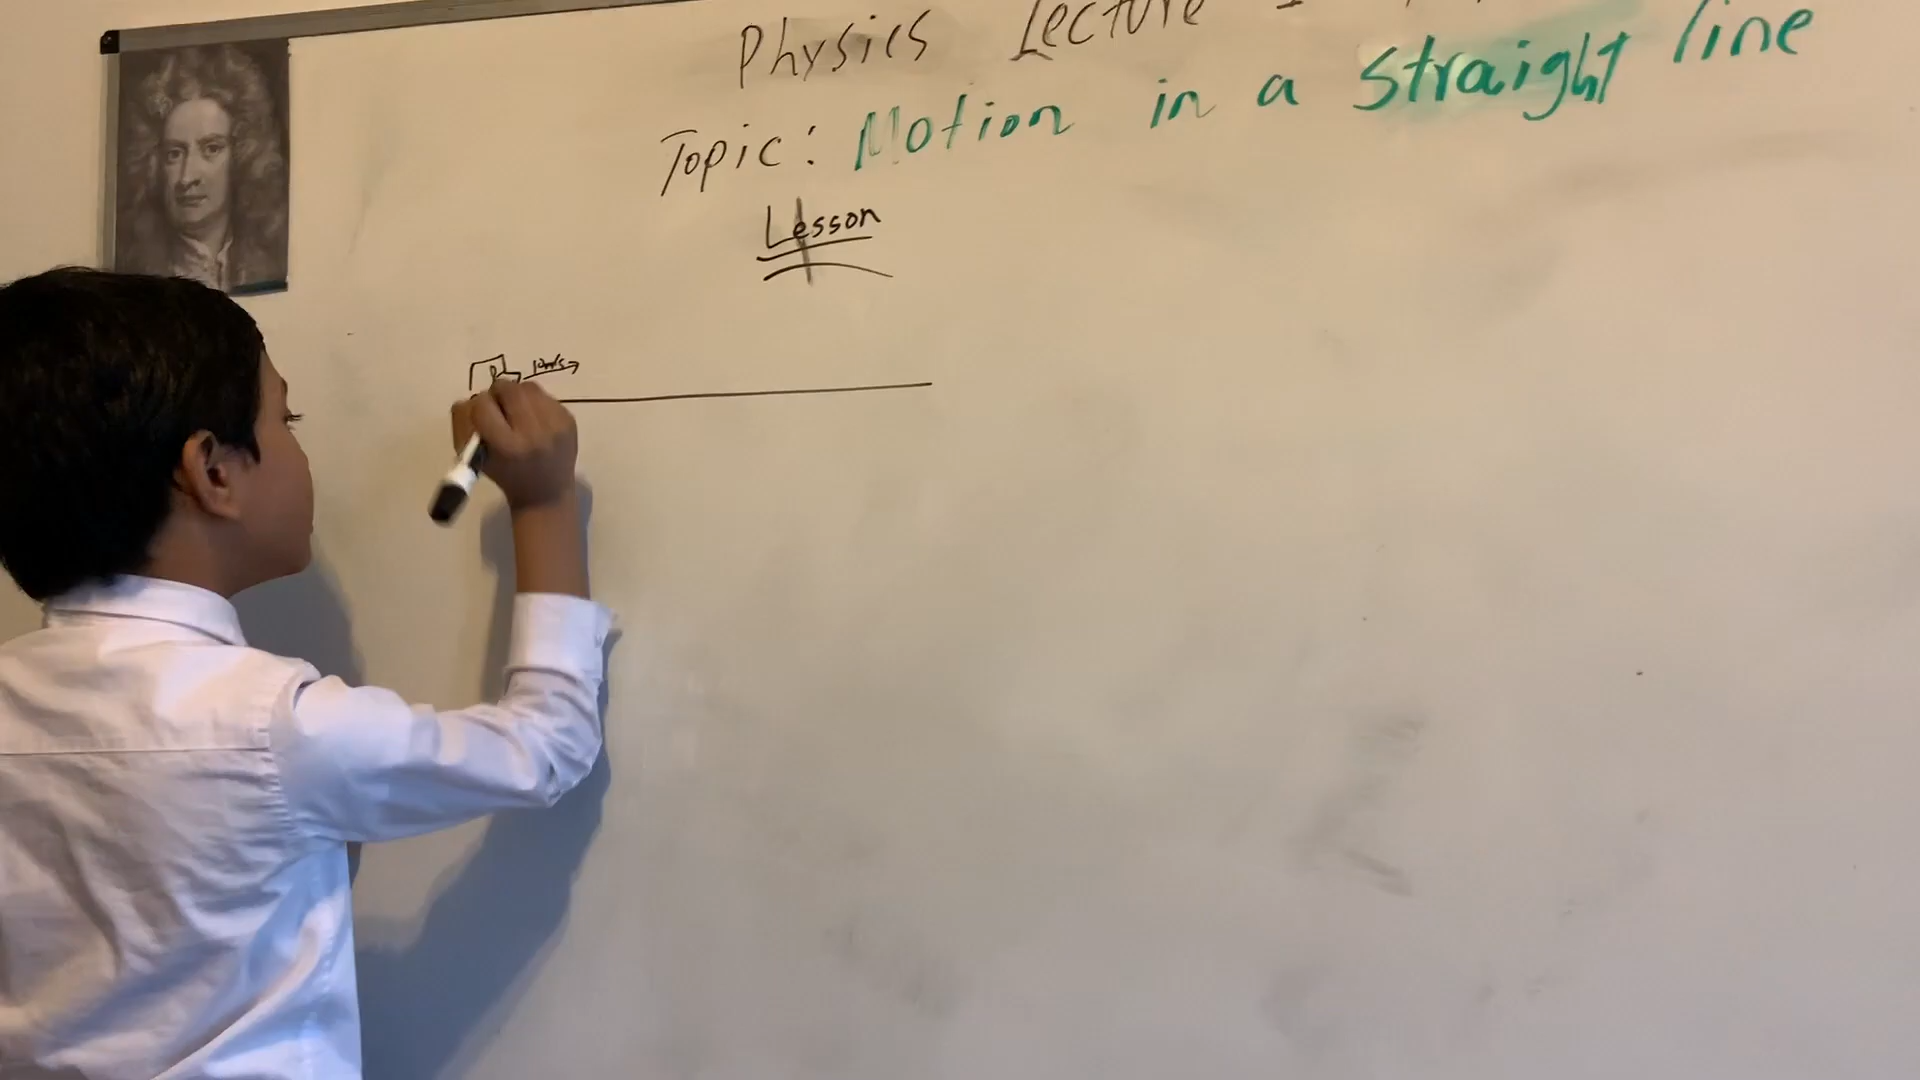 Physics Lecture
Topic: Motion in a Straight line
Lesson